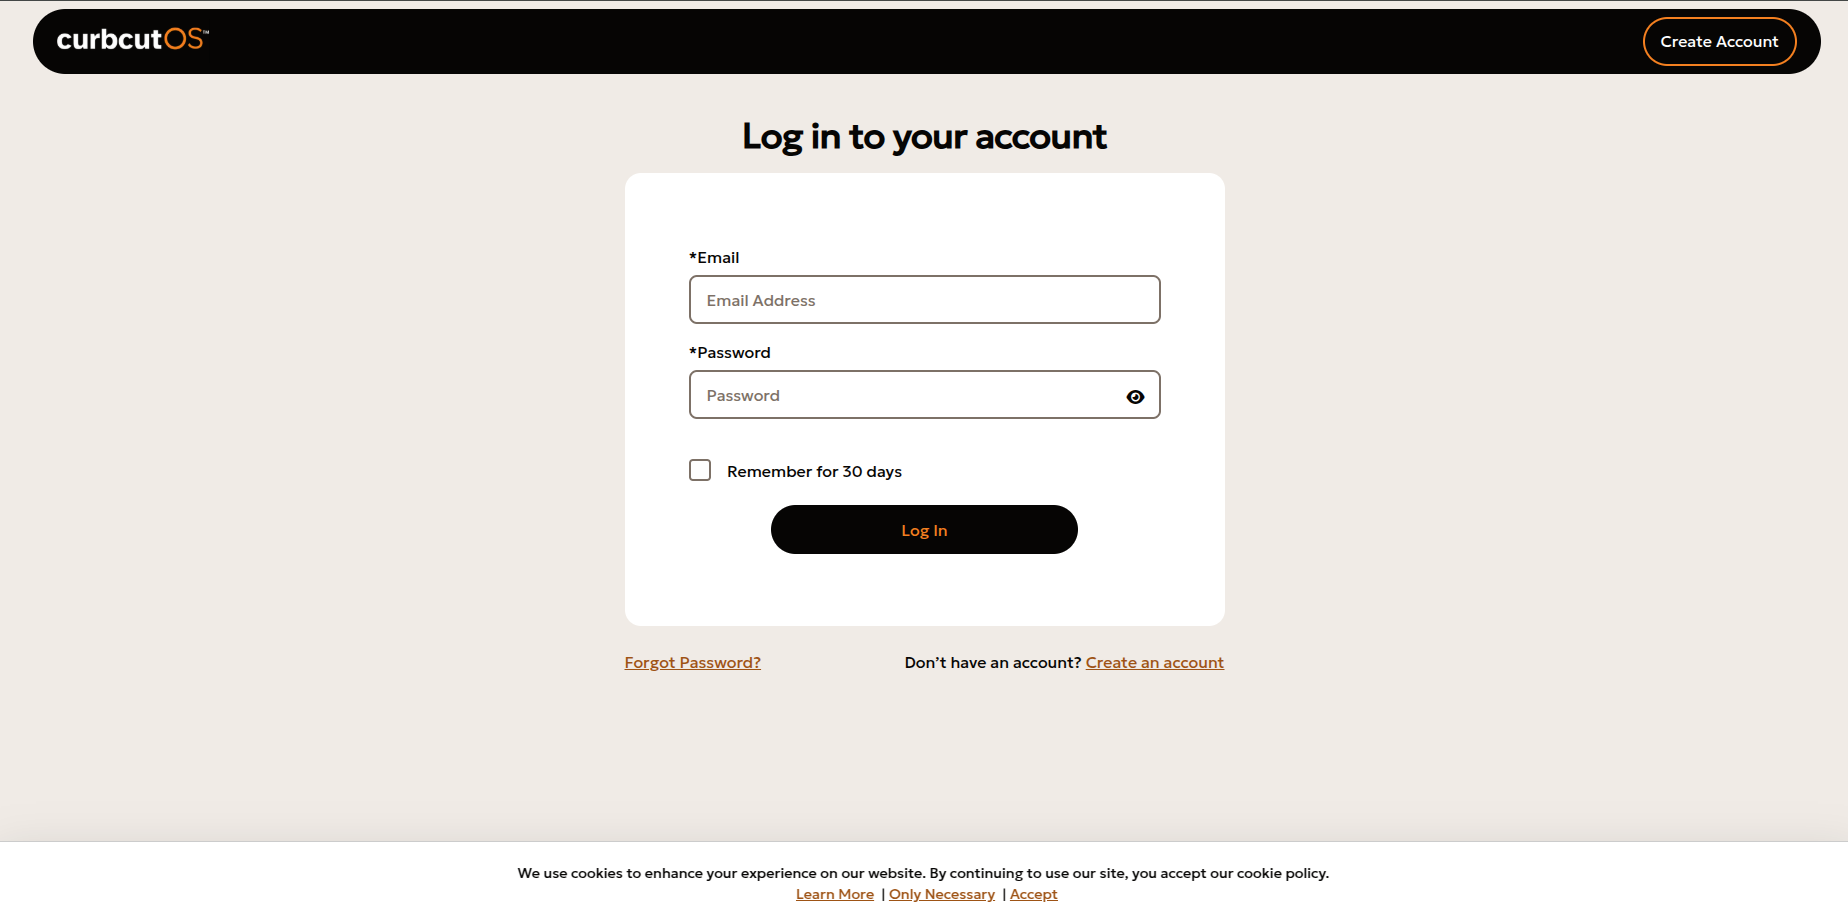 curbcutOS™
Create Account
Log in to your account
*Email
Email Address
*Password
Password
Remember for 30 days
Log In
Forgot Password?
Don’t have an account? Create an account
We use cookies to enhance your experience on our website. By continuing to use our site, you accept our cookie policy.
Learn More | Only Necessary | Accept